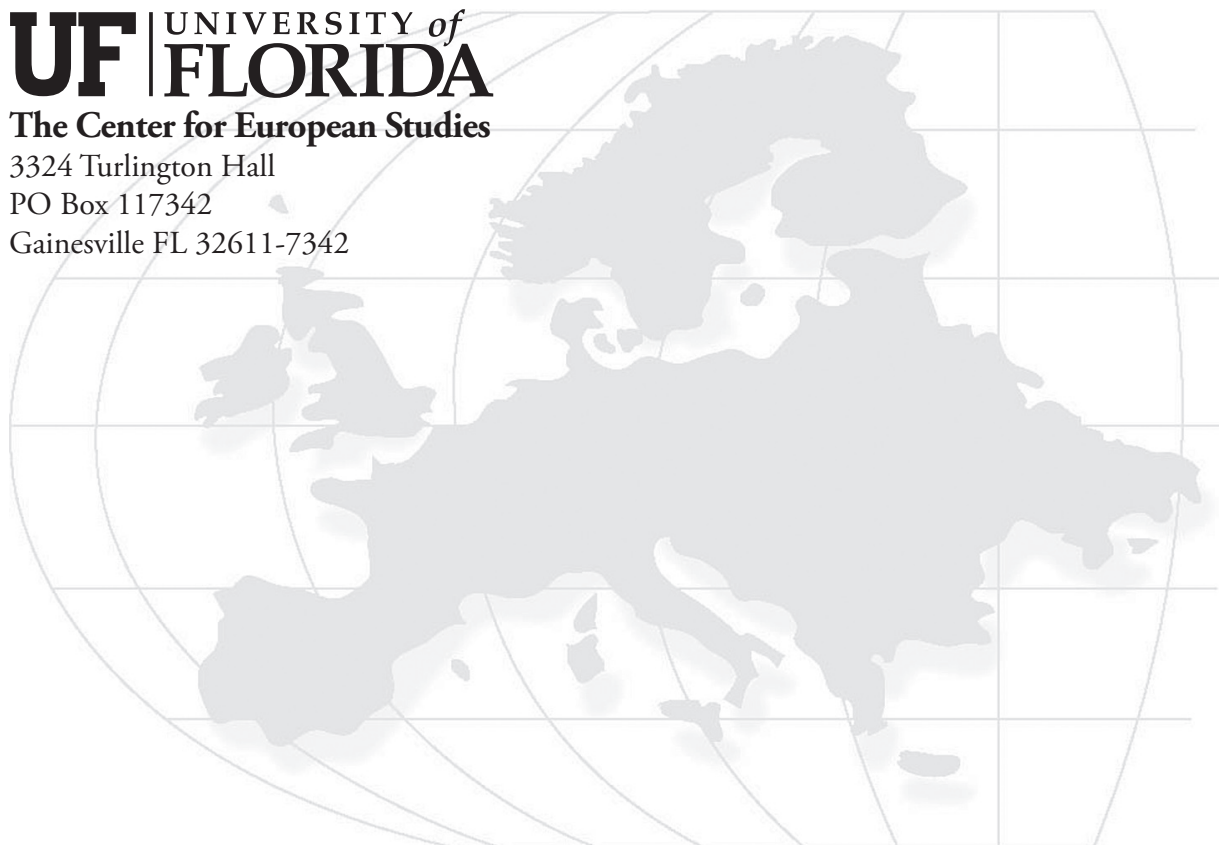 UF UNIVERSITY of
FLORIDA
The Center for European Studies
3324 Turlington Hall
PO Box 117342
Gainesville FL 32611-7342